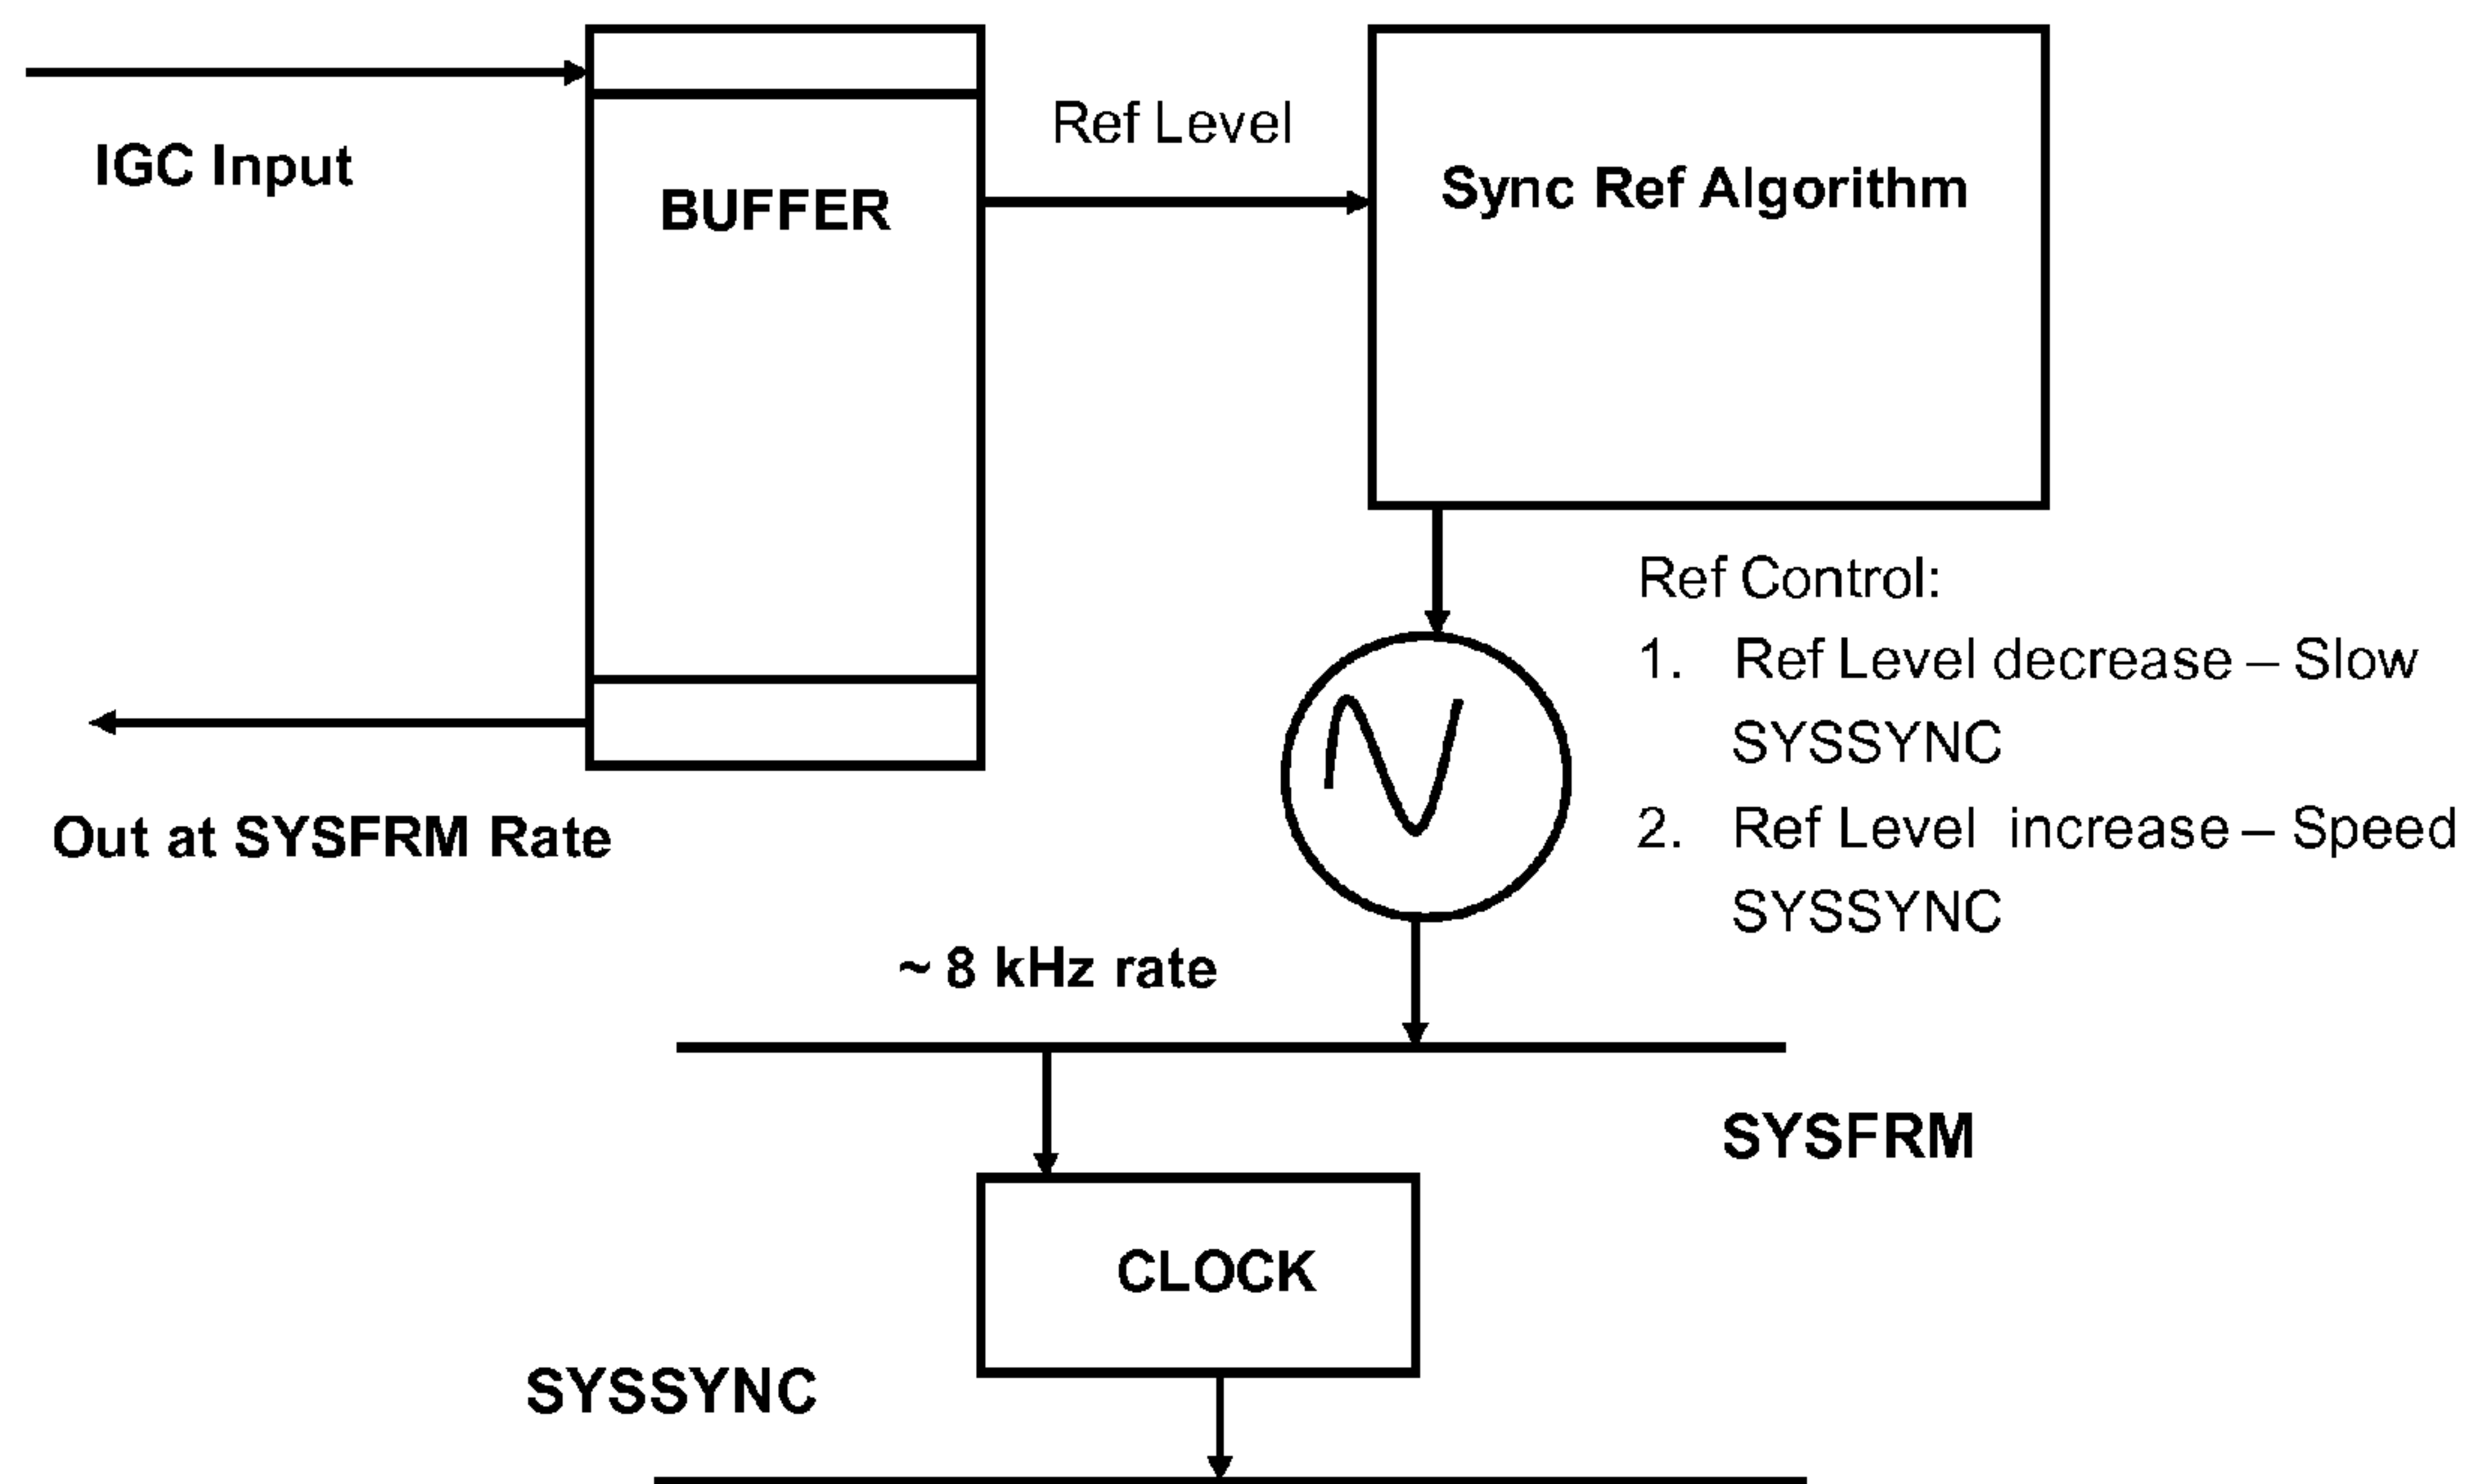 IGC Input
BUFFER
Ref Level
Sync Ref Algorithm
Ref Control:
1. Ref Level decrease – Slow
SYSSYNC
2. Ref Level increase – Speed
SYSSYNC
Out at SYSFRM Rate
~ 8 kHz rate
SYSFRM
CLOCK
SYSSYNC